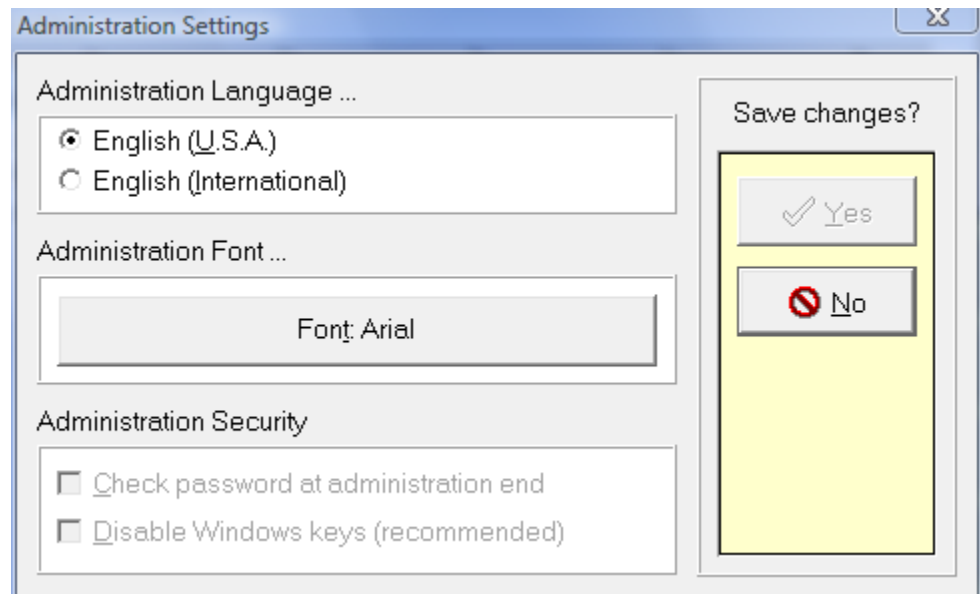 Administration Settings
Administration Language ...
English (U.S.A.)
English (International)
Administration Font ...
Font: Arial
Administration Security
Check password at administration end
Disable Windows keys (recommended)
Save changes?
Yes
No